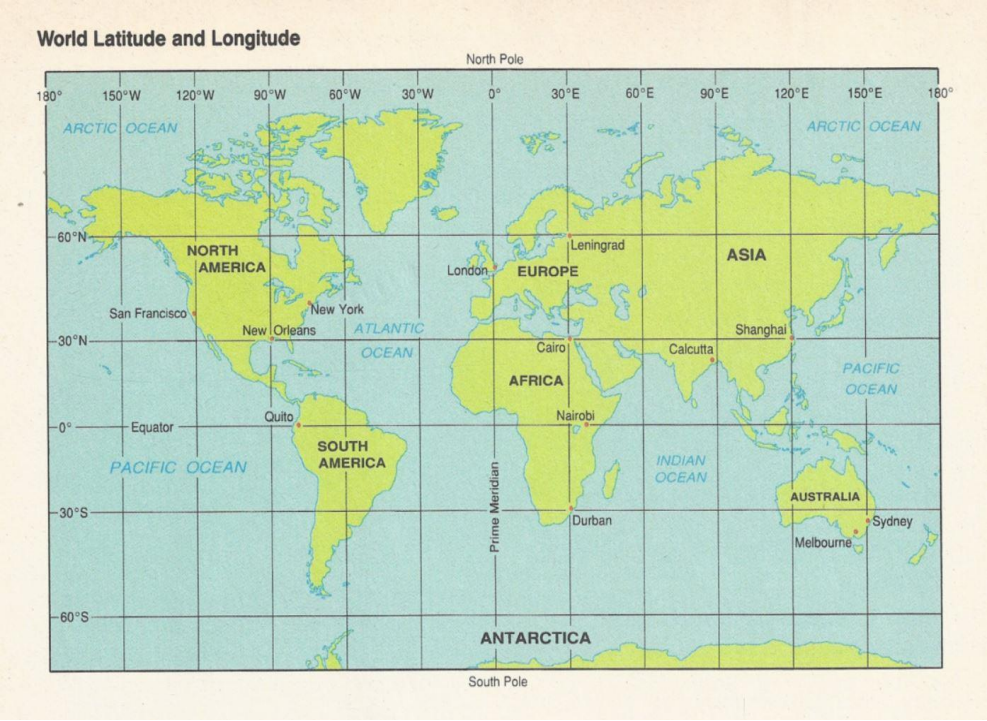 World Latitude and Longitude
North Pole
180° 150°W 120°W 90°W 60°W 30°W 0° 30°E 60°E 90°E 120°E 150°E 180°
ARCTIC OCEAN
ARCTIC OCEAN
60°N
NORTH
AMERICA
Leningrad
London
EUROPE
ASIA
San Francisco
New York
New Orleans
ATLANTIC
OCEAN
Shanghai
30°N
Cairo
Calcutta
PACIFIC
OCEAN
AFRICA
Quito
Nairobi
0°
Equator
SOUTH
AMERICA
PACIFIC OCEAN
INDIAN
OCEAN
Prime Meridian
AUSTRALIA
30°S
Durban
Sydney
Melbourne
60°S
ANTARCTICA
South Pole